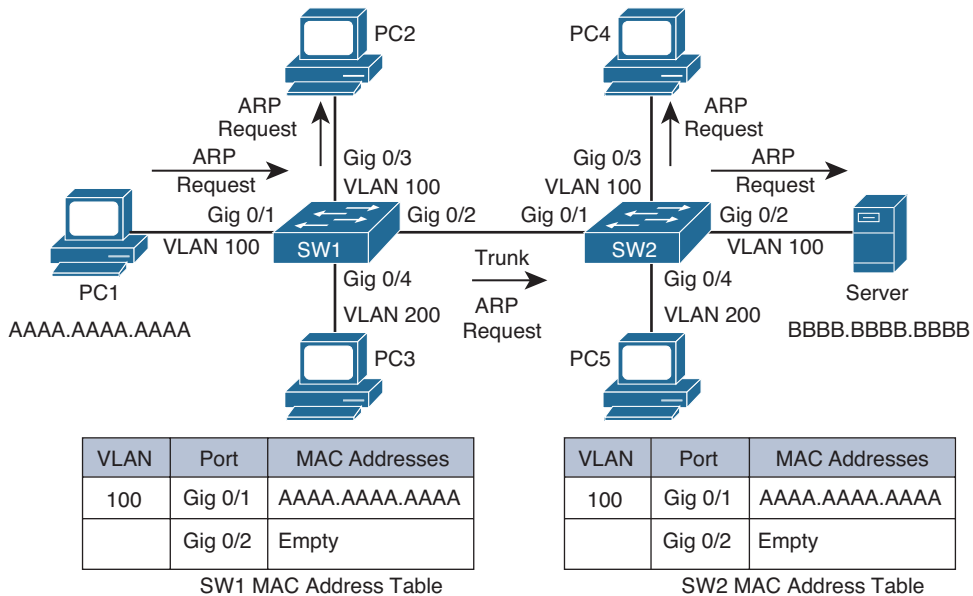 PC2
PC4
ARP
Request
ARP
Request
ARP
Request
ARP
Request
Gig 0/3
VLAN 100
Gig 0/3
VLAN 100
Gig 0/1
VLAN 100
SW1
Gig 0/2
Gig 0/1
SW2
Gig 0/2
VLAN 100
PC1
AAAA.AAAA.AAAA
Gig 0/4
VLAN 200
Trunk
ARP
Request
Gig 0/4
VLAN 200
Server
BBBB.BBBB.BBBB
PC3
PC5
VLAN Port MAC Addresses
100 Gig 0/1 AAAA.AAAA.AAAA
Gig 0/2 Empty
SW1 MAC Address Table
VLAN Port MAC Addresses
100 Gig 0/1 AAAA.AAAA.AAAA
Gig 0/2 Empty
SW2 MAC Address Table